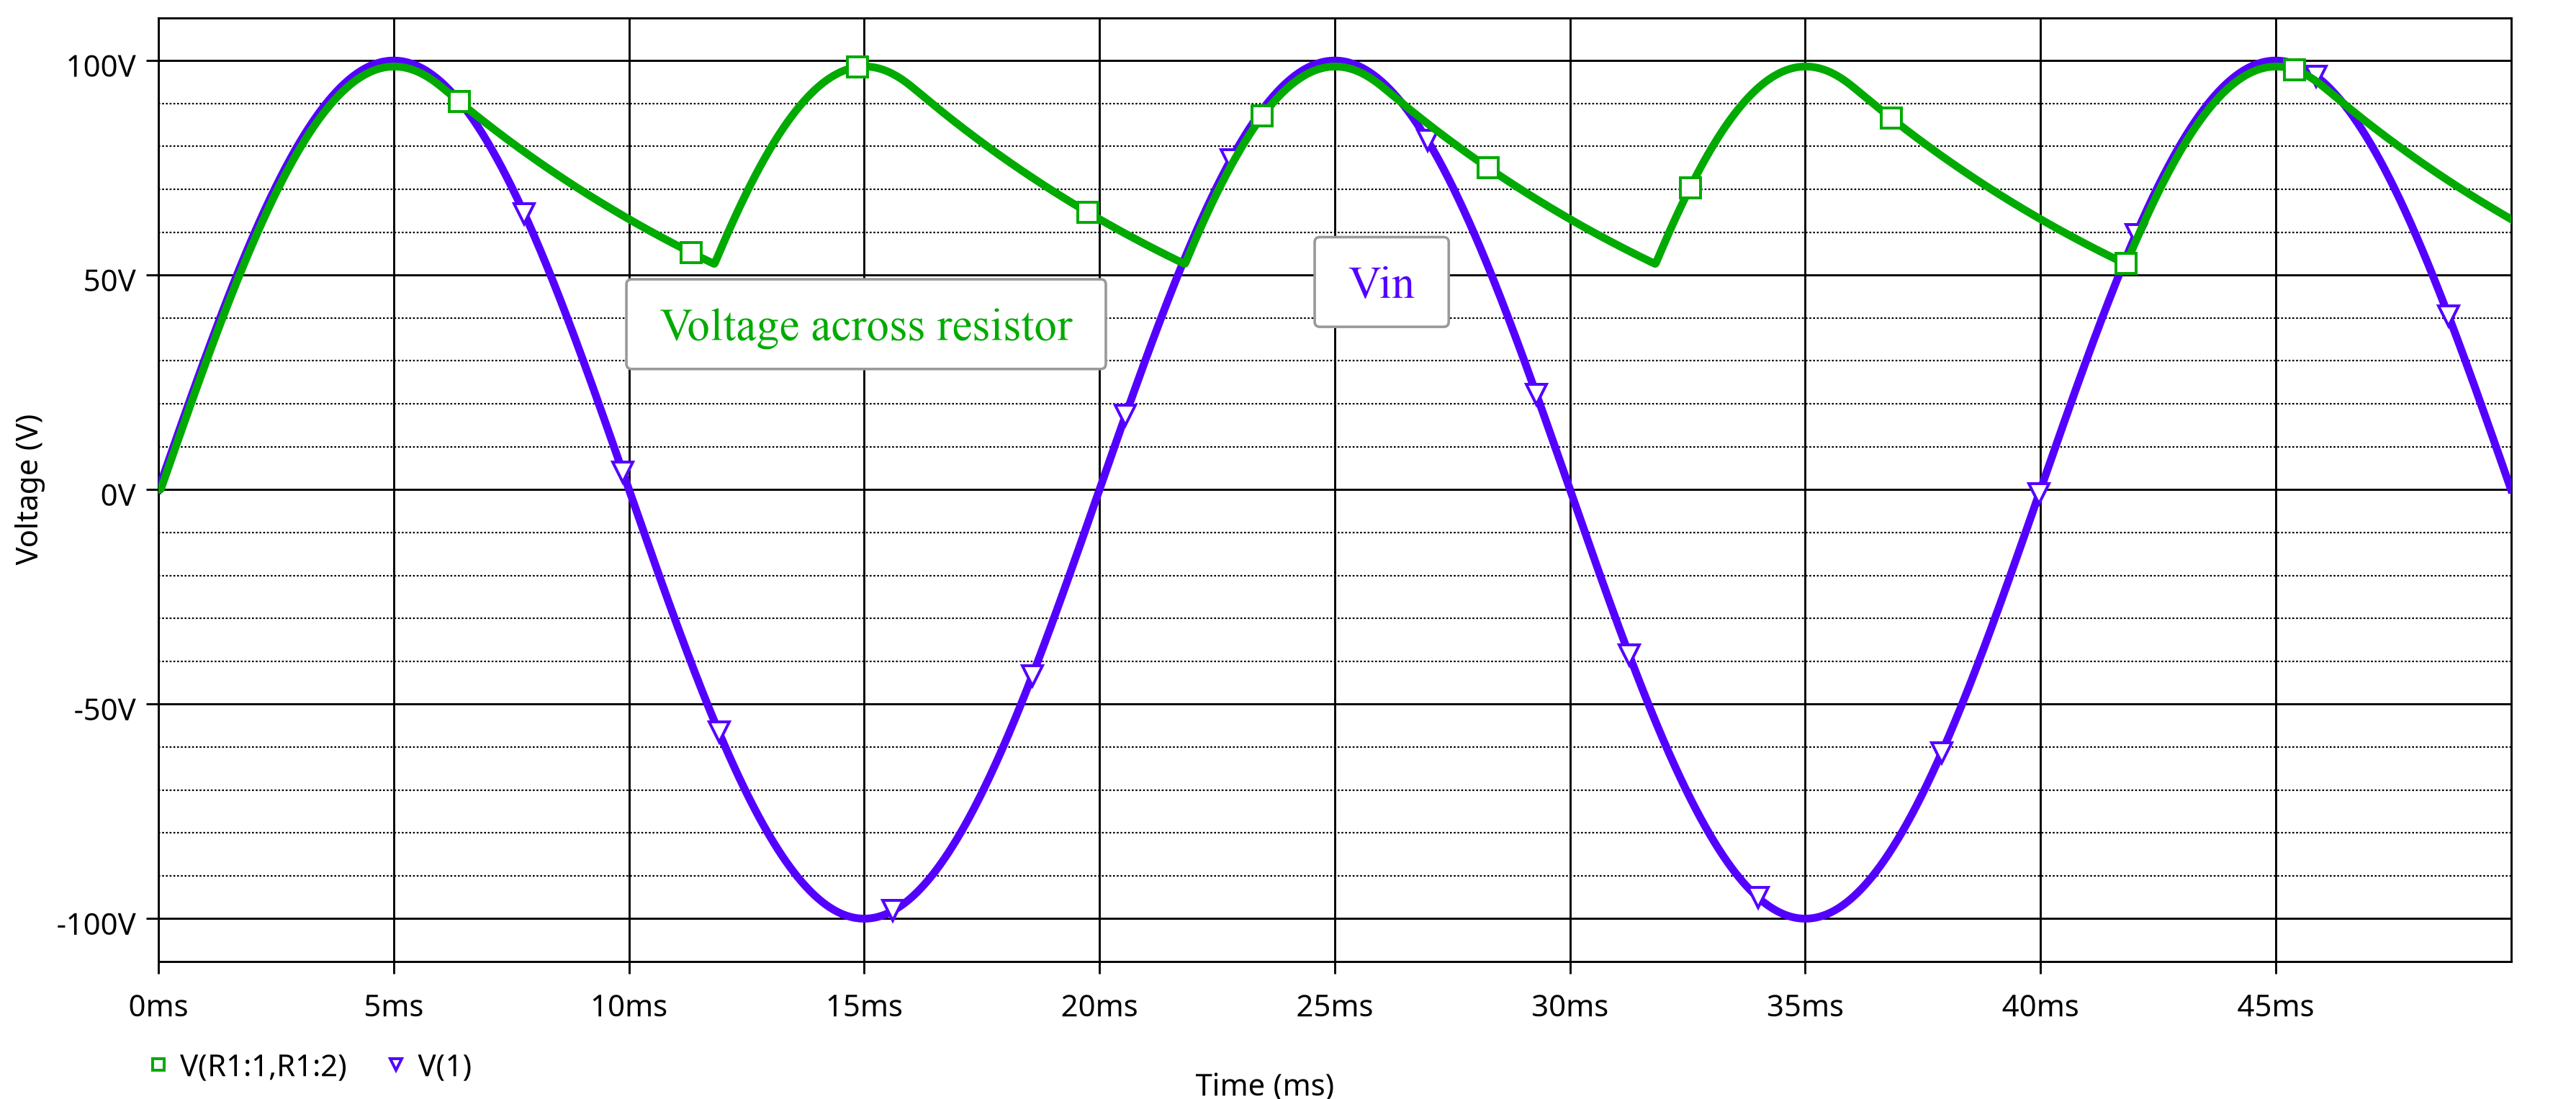 100V
50V
0V
-50V
-100V
Voltage (V)
Voltage across resistor
Vin
0ms 5ms 10ms 15ms 20ms 25ms 30ms 35ms 40ms 45ms
V(R1:1,R1:2) V(1)
Time (ms)